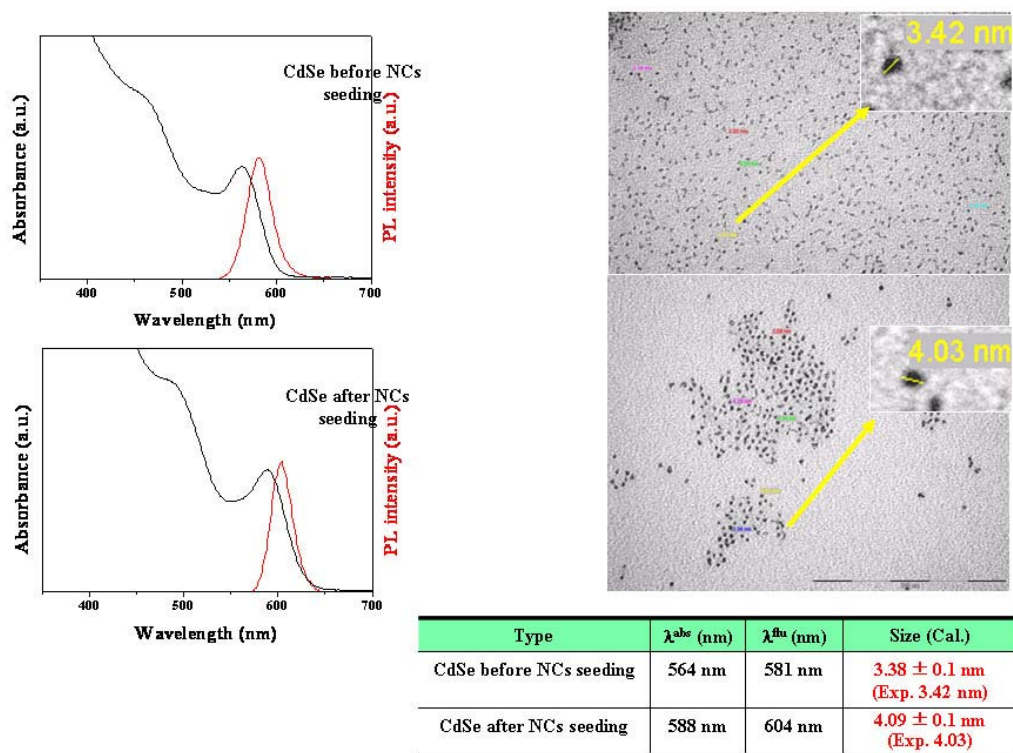 CdSe before NCs
seeding
Absorbance (a.u.)
PL intensity (a.u.)
400 500 600 700
Wavelength (nm)
CdSe after NCs
seeding
Absorbance (a.u.)
PL intensity (a.u.)
400 500 600 700
Wavelength (nm)
3.42 nm
4.03 nm
Type λᵃᵇˢ (nm) λᶠˡᵘ (nm) Size (Cal.)
CdSe before NCs seeding 564 nm 581 nm 3.38 ± 0.1 nm
(Exp. 3.42 nm)
CdSe after NCs seeding 588 nm 604 nm 4.09 ± 0.1 nm
(Exp. 4.03)